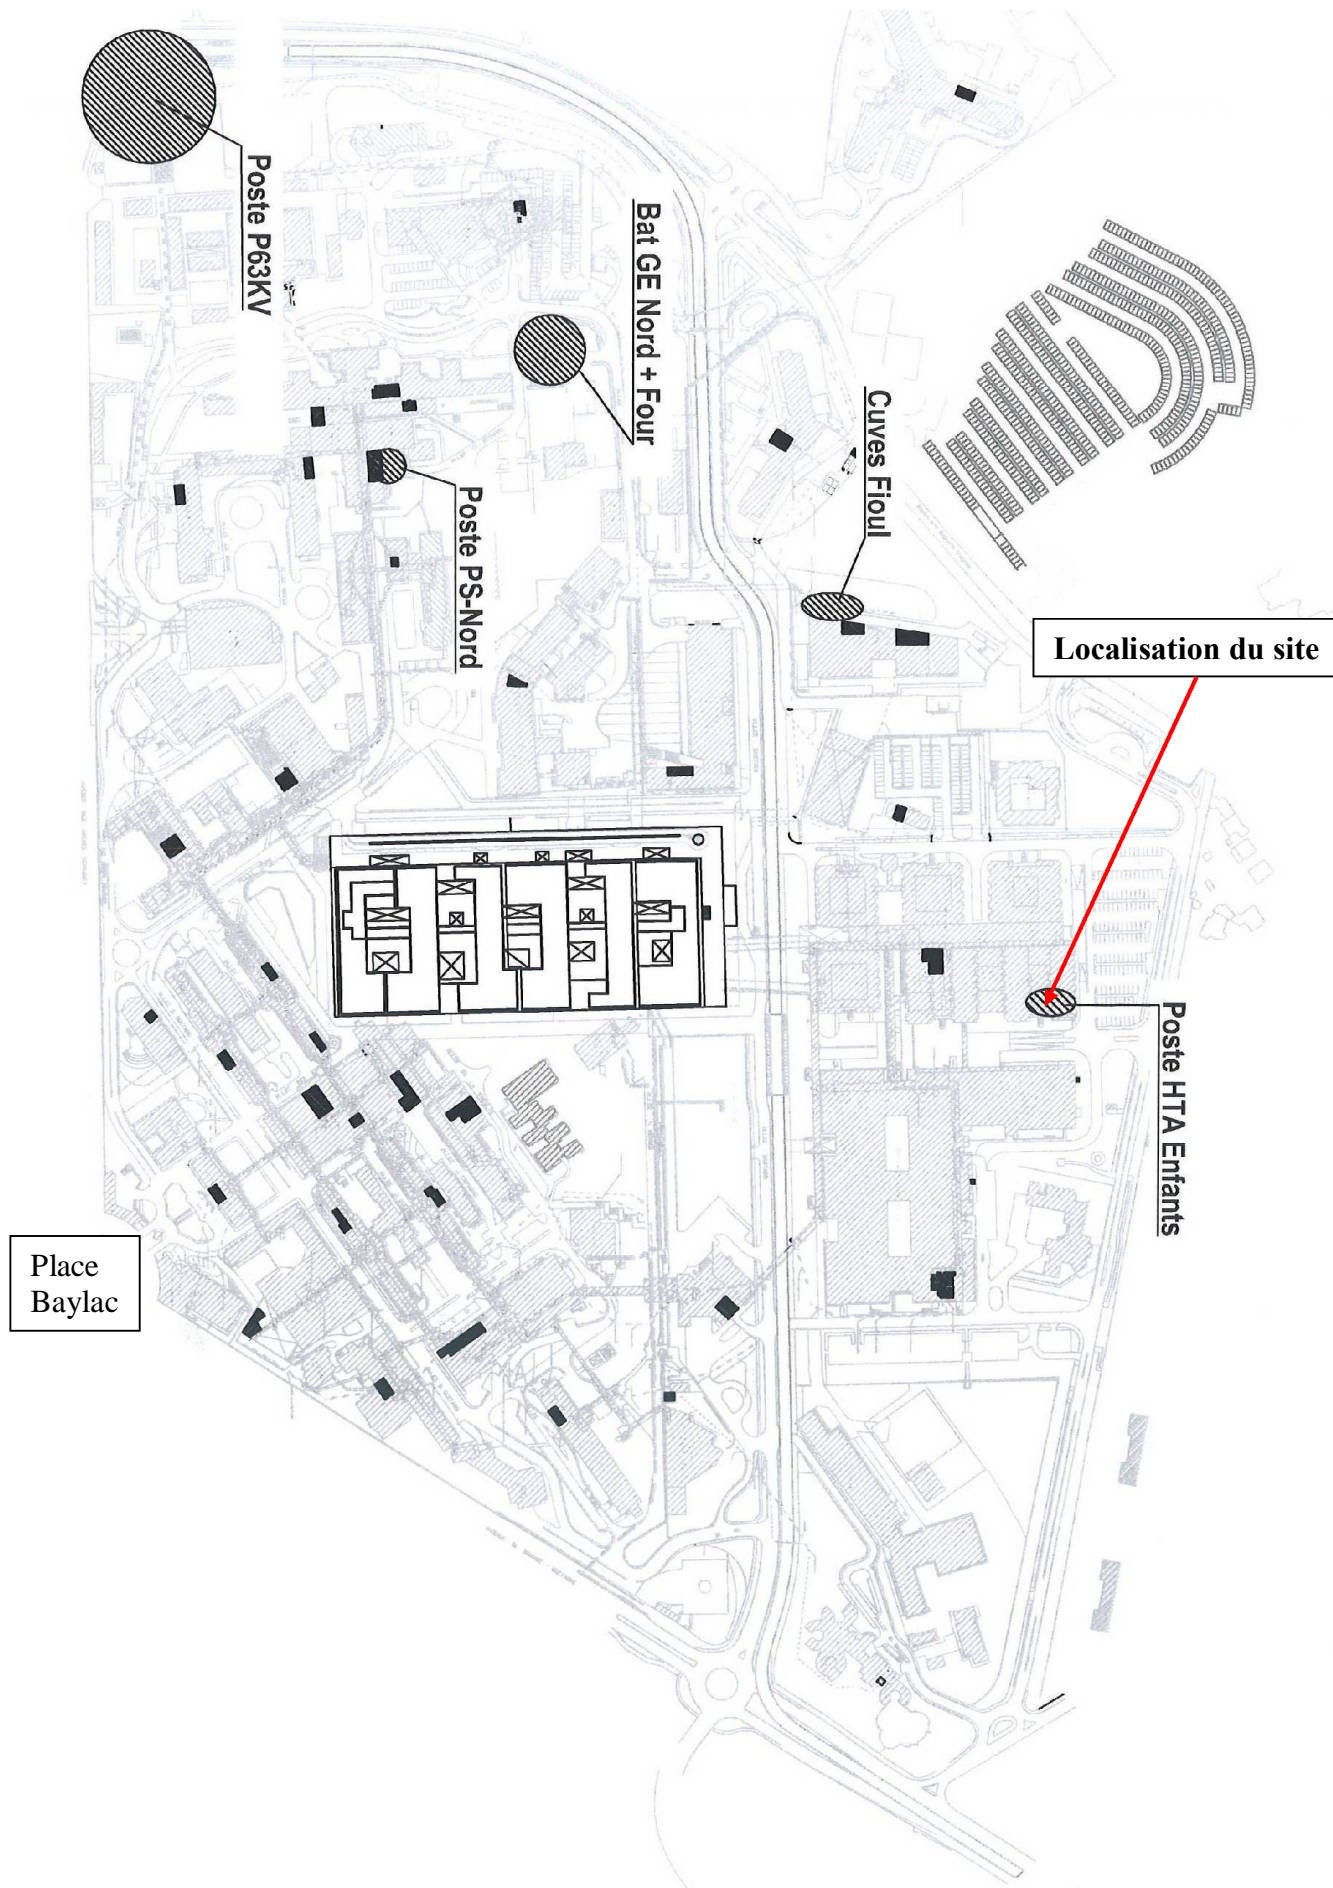 Poste P63KV
Bat GE Nord + Four
Cuves Fioul
Poste PS-Nord
Localisation du site
Poste HTA Enfants
Place
Baylac